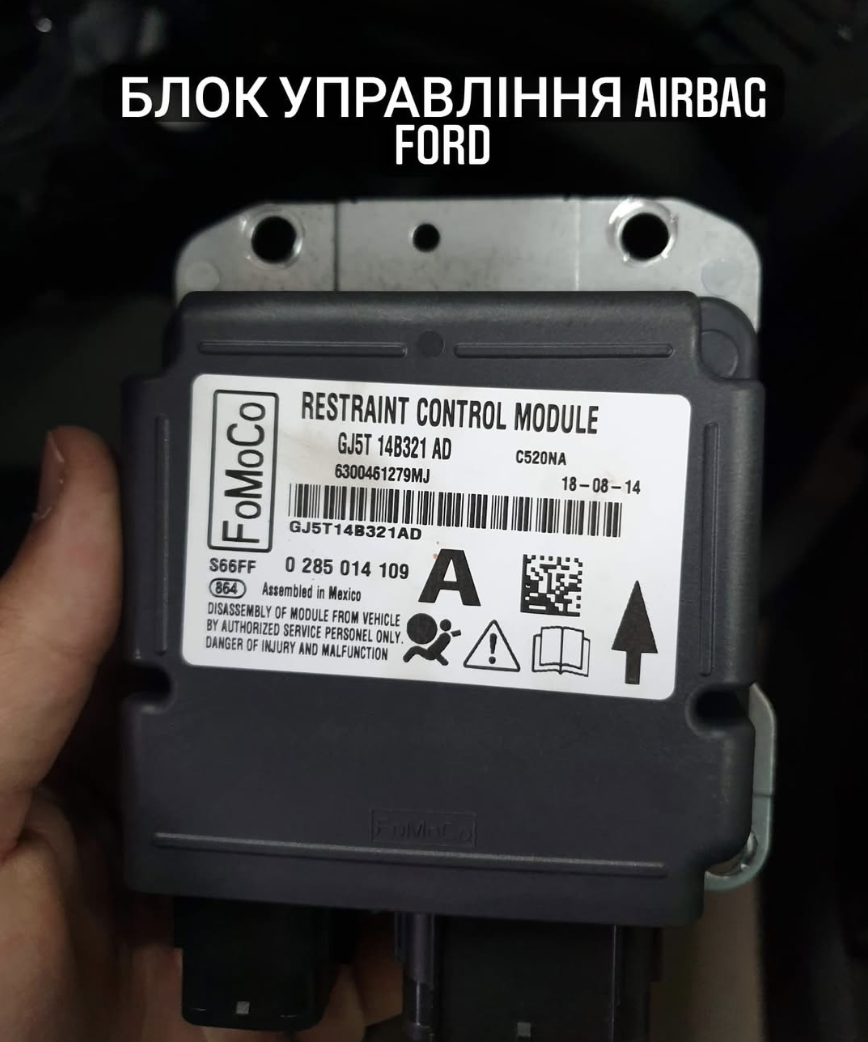 БЛОК УПРАВЛІННЯ AIRBAG
FORD
FoMoCo
RESTRAINT CONTROL MODULE
GJ5T 14B321 AD
C520NA
6300461279MJ
18-08-14
GJ5T14B321AD
S66FF 0 285 014 109 A
864 Assembled in Mexico
DISASSEMBLY OF MODULE FROM VEHICLE
BY AUTHORIZED SERVICE PERSONEL ONLY.
DANGER OF INJURY AND MALFUNCTION
FoMoCo